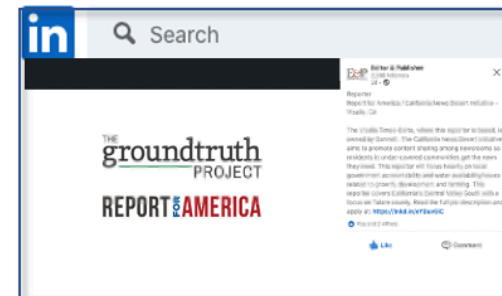 in
Search
THE
groundtruth
PROJECT
REPORT FOR AMERICA
Editor & Publisher
Reporter
Report for America / California News Desert Initiative -
Visalia, CA
The Visalia Times-Delta, where this reporter is based, is
owned by Gannett. The California News Desert Initiative
aims to promote content sharing among newsrooms so
residents in under-covered communities get the news
they need. This reporter will focus heavily on local
government accountability and water availability/issues
related to growth, development and farming. This
reporter covers California's Central Valley South with a
focus on Tulare county. Read the full job description and
apply at:
Like
Comment